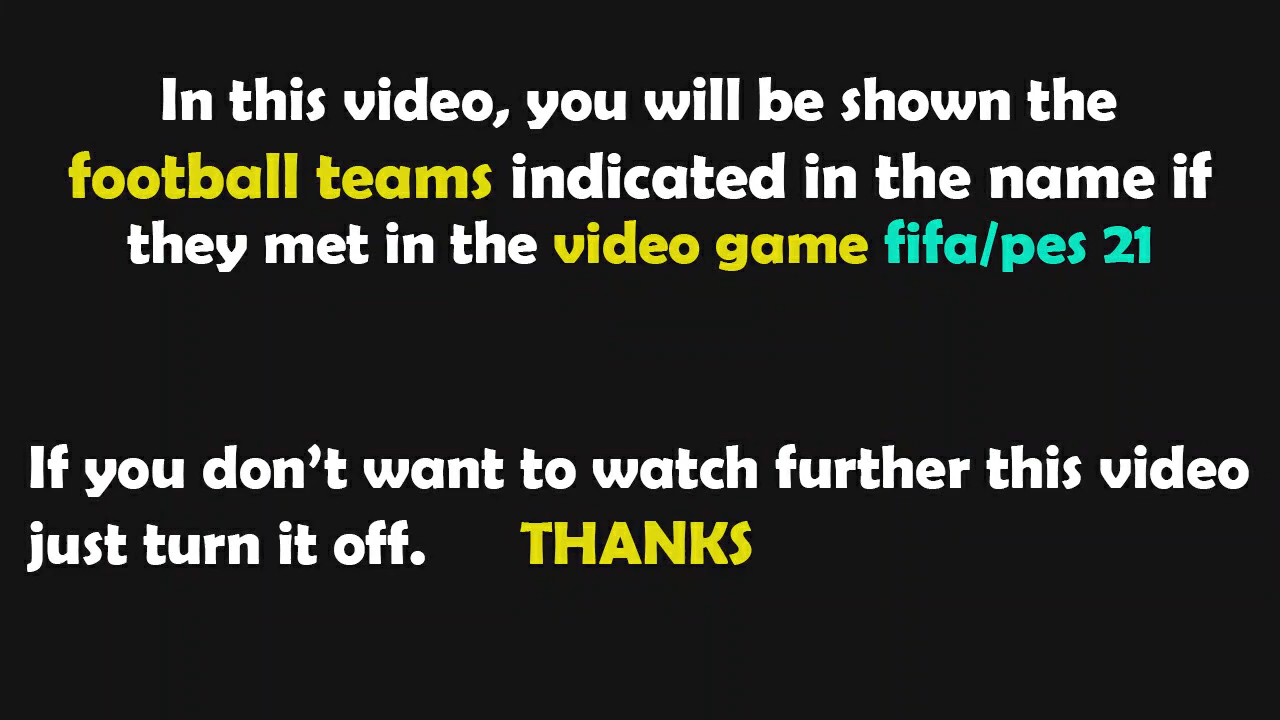 In this video, you will be shown the
football teams indicated in the name if
they met in the video game fifa/pes 21
If you don't want to watch further this video
just turn it off. THANKS